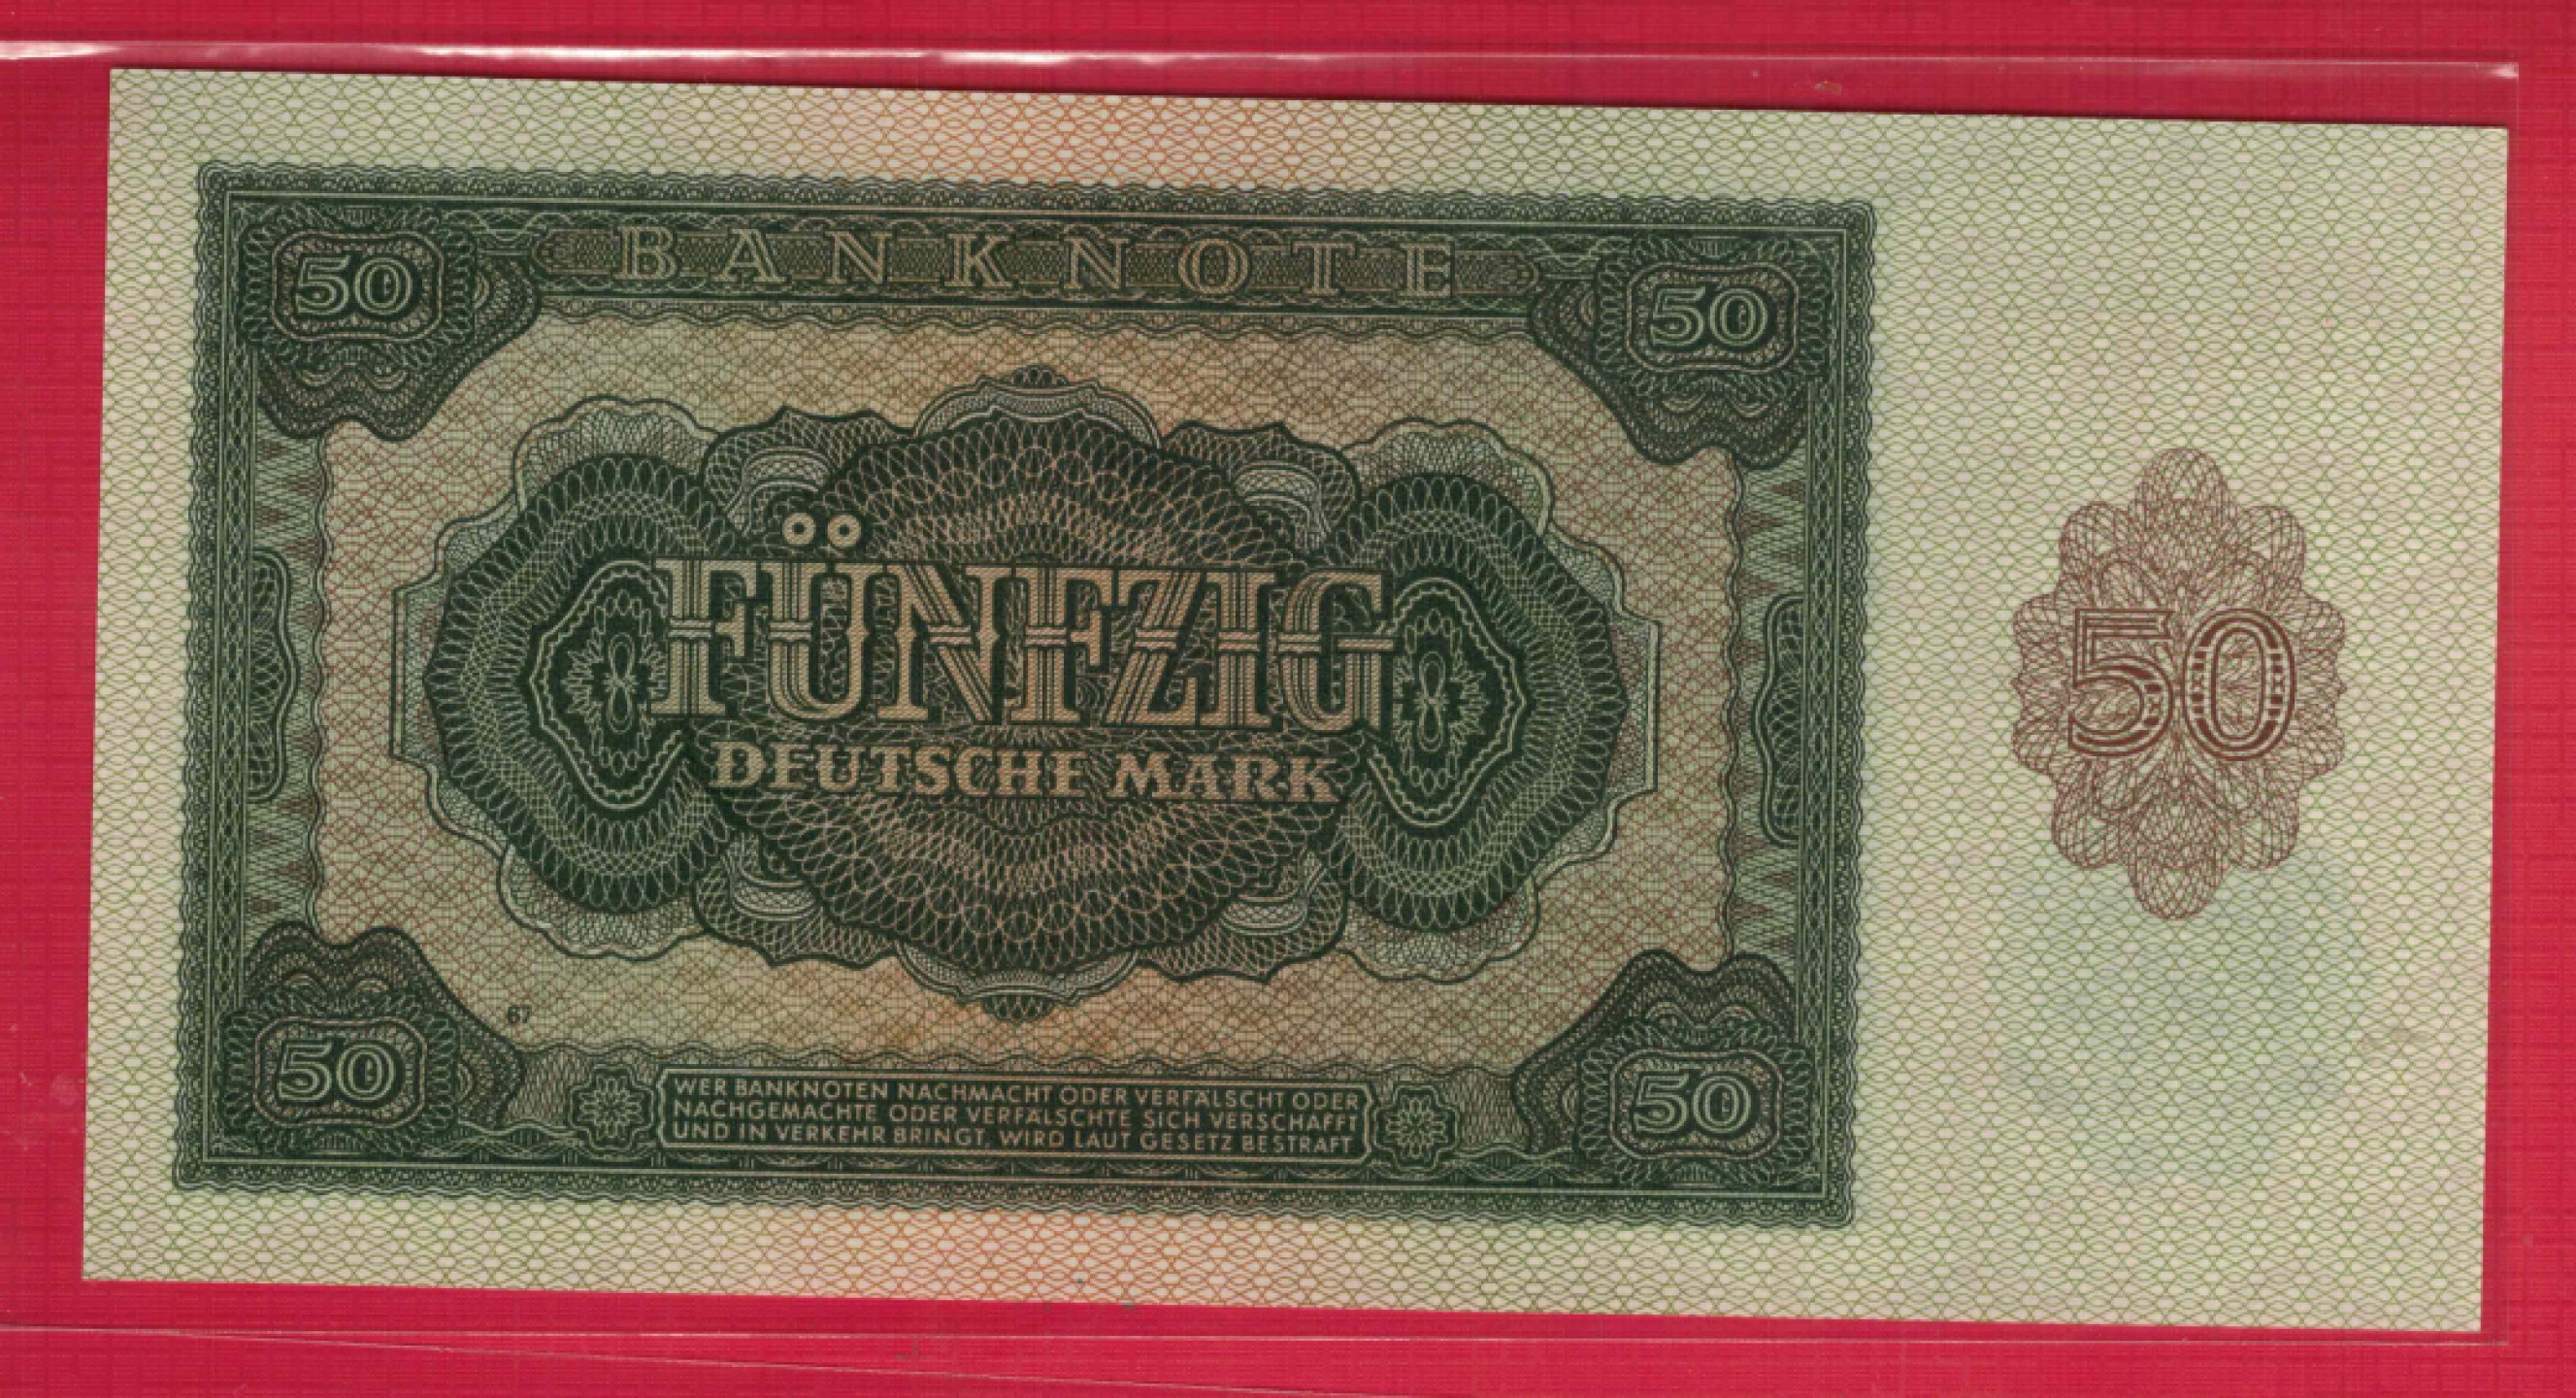 BANKNOTE
50
50
FÜNFZIG
DEUTSCHE MARK
50
67
50
50
WER BANKNOTEN NACHMACHT ODER VERFÄLSCHT ODER
NACHGEMACHTE ODER VERFÄLSCHTE SICH VERSCHAFFT
UND IN VERKEHR BRINGT, WIRD LAUT GESETZ BESTRAFT